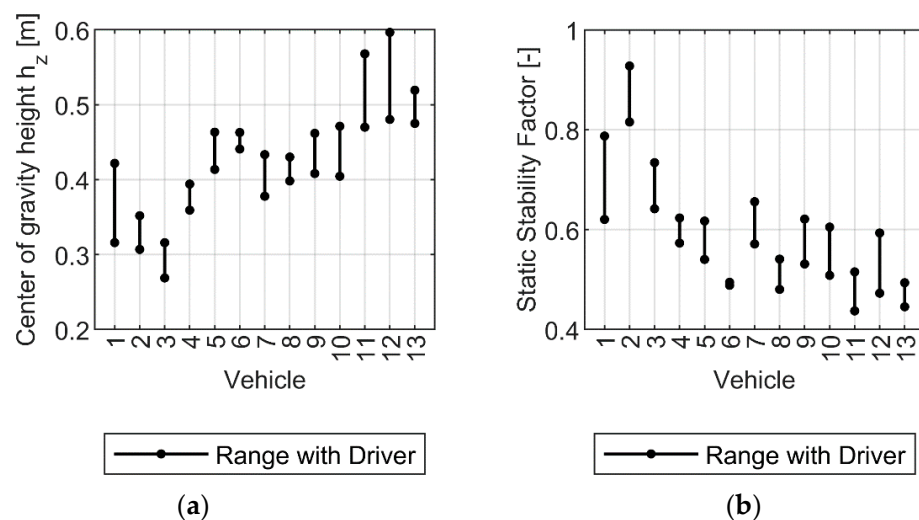 Center of gravity height h_z [m]
0.6
0.5
0.4
0.3
0.2
1 2 3 4 5 6 7 8 9 10 11 12 13
Vehicle
Range with Driver
(a)
Static Stability Factor [-]
1
0.8
0.6
0.4
1 2 3 4 5 6 7 8 9 10 11 12 13
Vehicle
Range with Driver
(b)